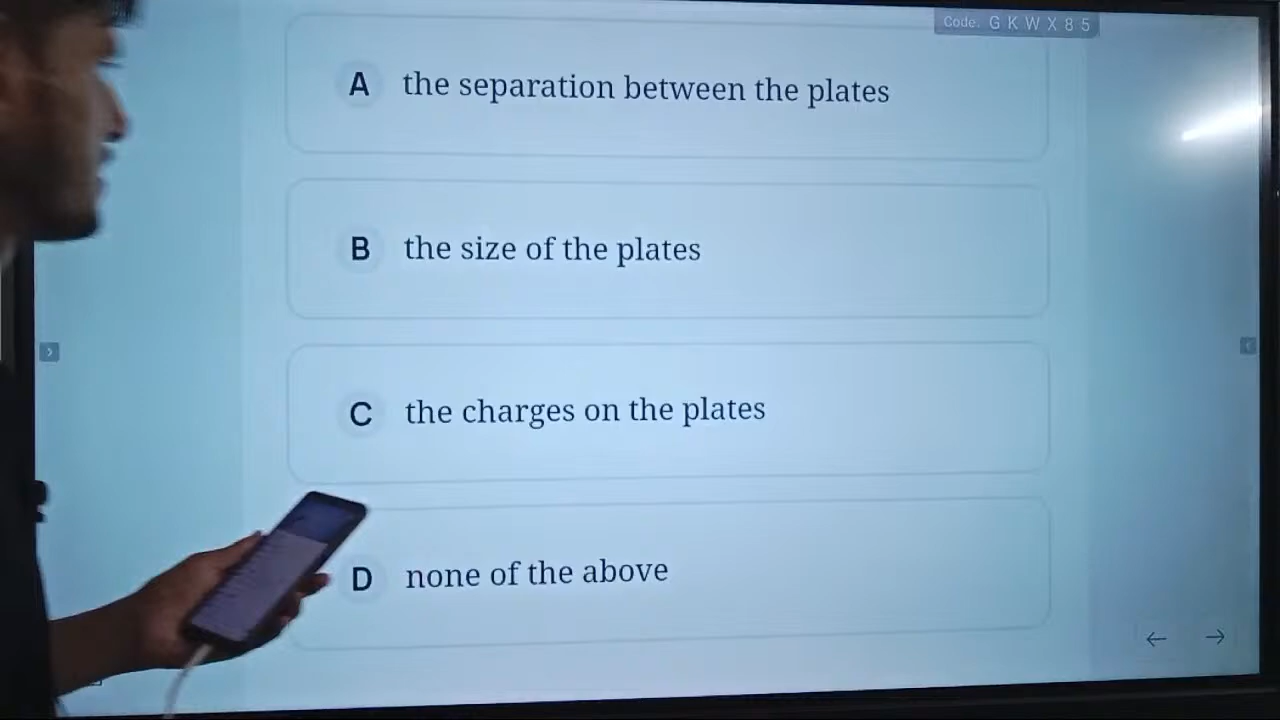 Code. G K W X 8 5
A the separation between the plates
B the size of the plates
C the charges on the plates
D none of the above